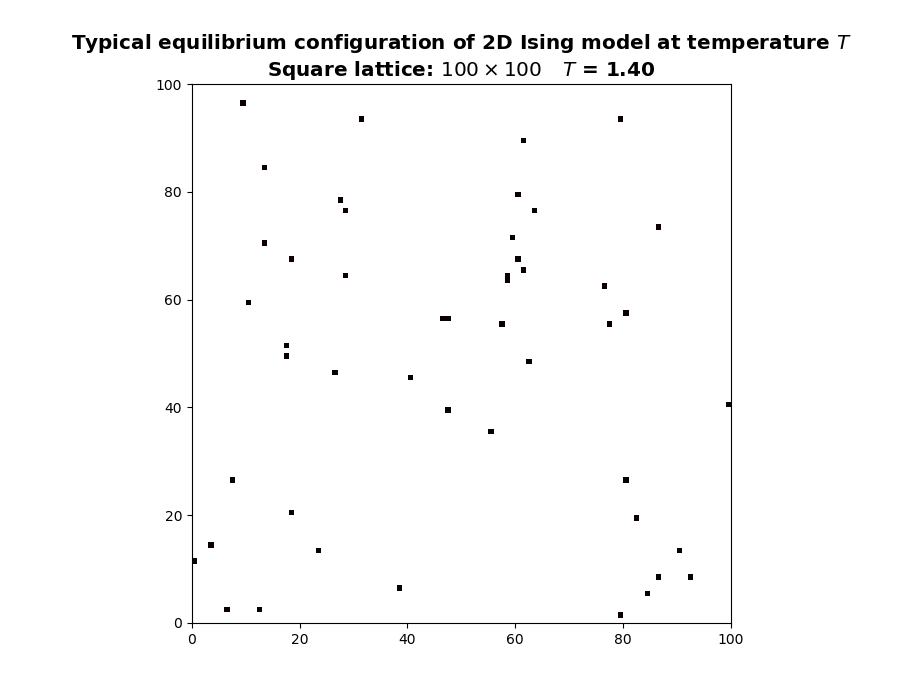 Typical equilibrium configuration of 2D Ising model at temperature T
Square lattice: 100 × 100 T = 1.40
100
80
60
40
20
0
0 20 40 60 80 100